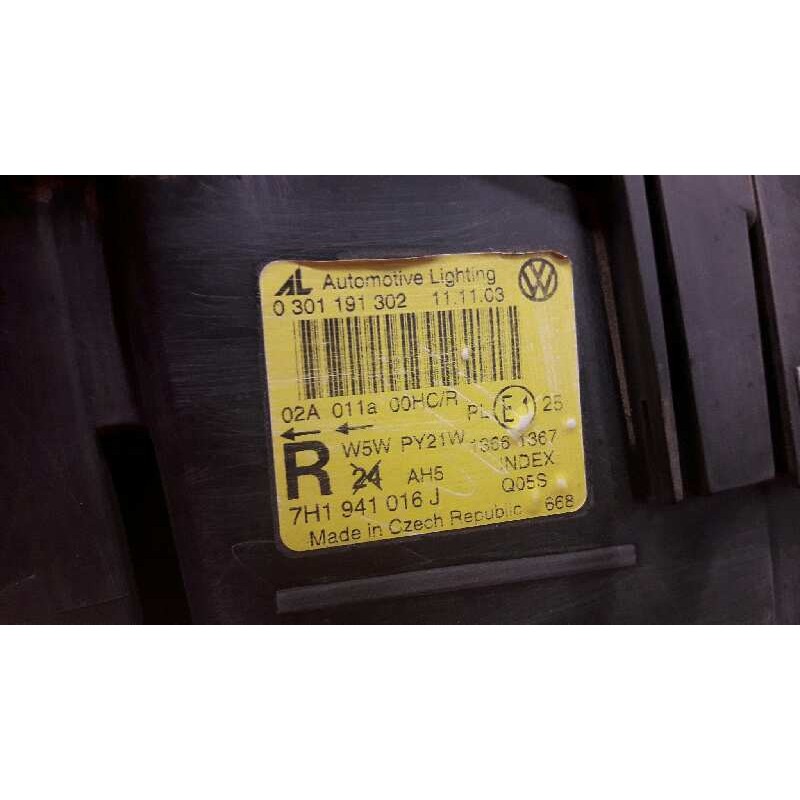 AL Automotive Lighting
0 301 191 302 11.11.03
02A 011a 00HC/R PL E1 25
W5W PY21W 1366 1367
R 24 AH5 INDEX
7H1 941 016 J Q05S
Made in Czech Republic 668